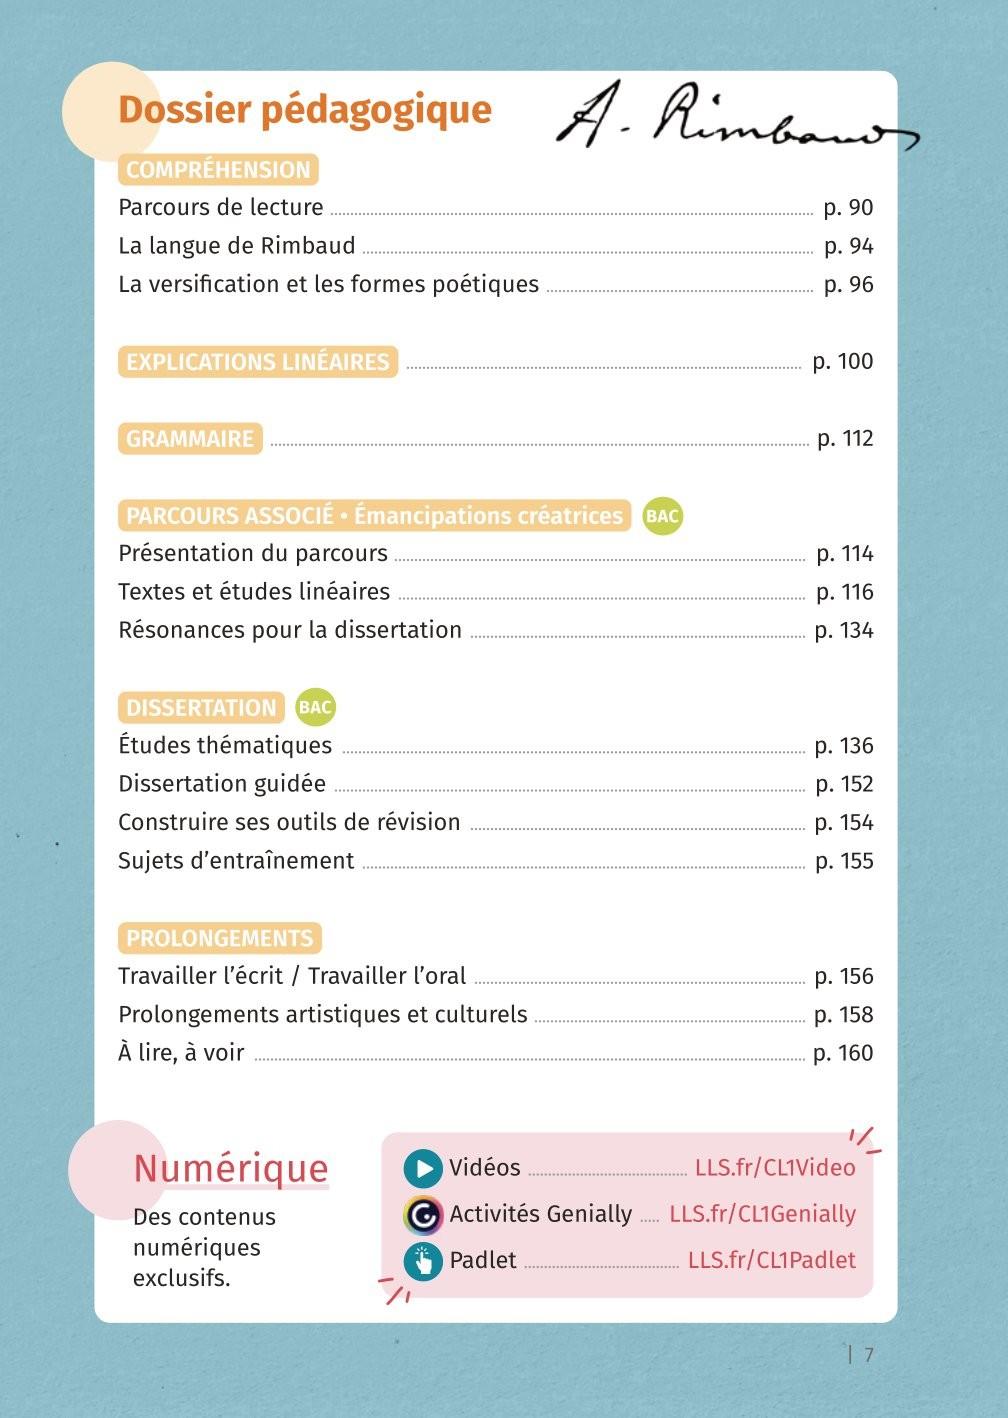 Dossier pédagogique
A. Rimbaud
COMPRÉHENSION
Parcours de lecture p. 90
La langue de Rimbaud p. 94
La versification et les formes poétiques p. 96
EXPLICATIONS LINÉAIRES p. 100
GRAMMAIRE p. 112
PARCOURS ASSOCIÉ • Émancipations créatrices BAC
Présentation du parcours p. 114
Textes et études linéaires p. 116
Résonances pour la dissertation p. 134
DISSERTATION BAC
Études thématiques p. 136
Dissertation guidée p. 152
Construire ses outils de révision p. 154
Sujets d’entraînement p. 155
PROLONGEMENTS
Travailler l’écrit / Travailler l’oral p. 156
Prolongements artistiques et culturels p. 158
À lire, à voir p. 160
Numérique
Des contenus
numériques
exclusifs.
Vidéos LLS.fr/CL1Video
Activités Genially LLS.fr/CL1Genially
Padlet LLS.fr/CL1Padlet
| 7